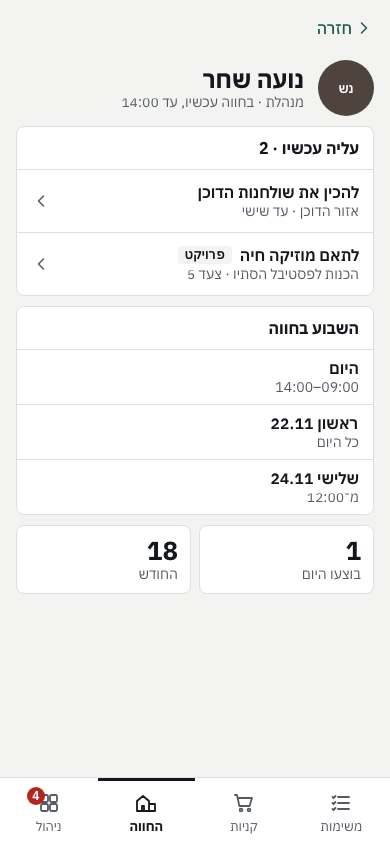 חזרה
נש
נועה שחר
מנהלת · בחווה עכשיו, עד 14:00
עליה עכשיו · 2
להכין את שולחנות הדוכן
אזור הדוכן · עד שישי
לתאם מוזיקה חיה פרויקט
הכנות לפסטיבל הסתיו · צעד 5
השבוע בחווה
היום
09:00–14:00
ראשון 22.11
כל היום
שלישי 24.11
מ־12:00
1
בוצעו היום
18
החודש
משימות
קניות
החווה
4
ניהול